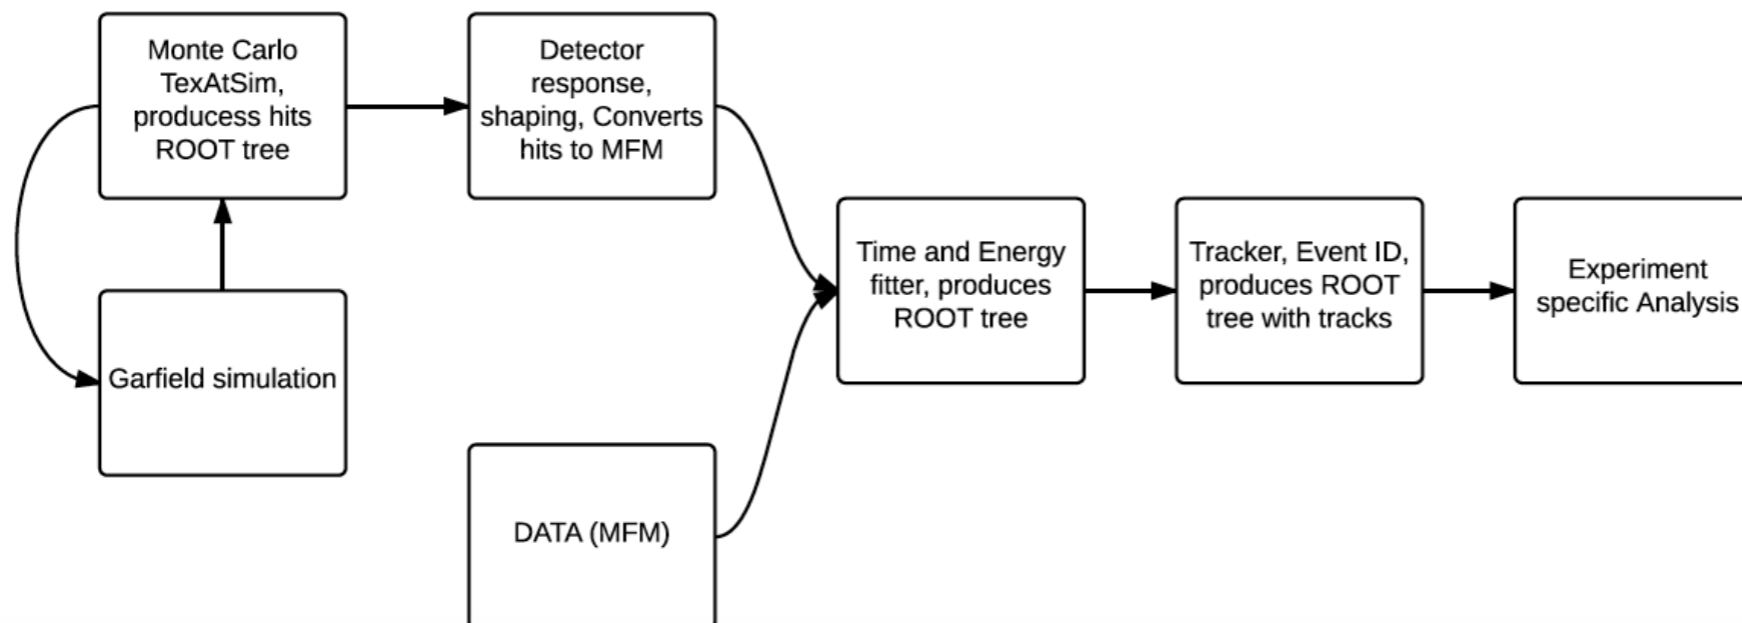 Monte Carlo
TexAtSim,
producess hits
ROOT tree
Detector
response,
shaping, Converts
hits to MFM
Time and Energy
fitter, produces
ROOT tree
Tracker, Event ID,
produces ROOT
tree with tracks
Experiment
specific Analysis
Garfield simulation
DATA (MFM)